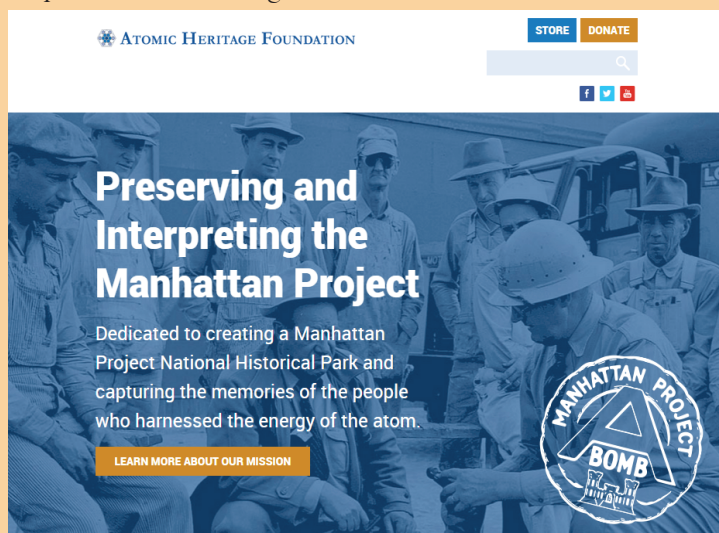 ATOMIC HERITAGE FOUNDATION
STORE
DONATE
Preserving and
Interpreting the
Manhattan Project
Dedicated to creating a Manhattan
Project National Historical Park and
capturing the memories of the people
who harnessed the energy of the atom.
LEARN MORE ABOUT OUR MISSION
MANHATTAN PROJECT
A
BOMB